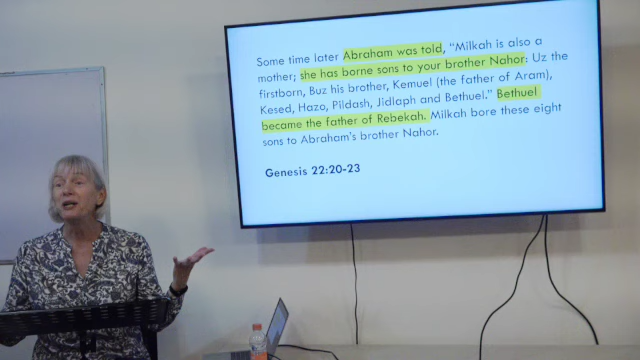 Some time later Abraham was told, "Milkah is also a
mother; she has borne sons to your brother Nahor: Uz the
firstborn, Buz his brother, Kemuel (the father of Aram),
Kesed, Hazo, Pildash, Jidlaph and Bethuel." Bethuel
became the father of Rebekah. Milkah bore these eight
sons to Abraham's brother Nahor.
Genesis 22:20-23